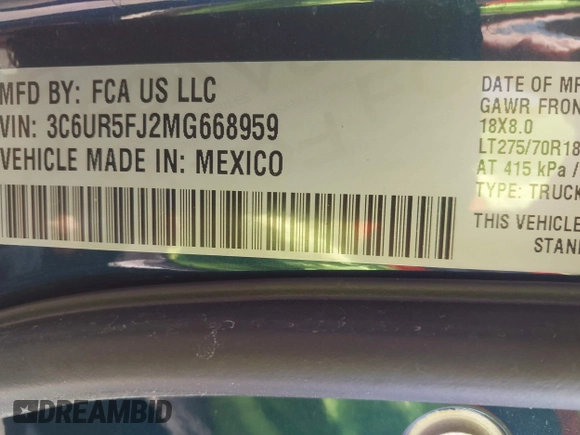 MFD BY: FCA US LLC
VIN: 3C6UR5FJ2MG668959
VEHICLE MADE IN: MEXICO
DATE OF MF
GAWR FRON
18X8.0
LT275/70R18
AT 415 kPa /
TYPE: TRUCK
THIS VEHICLE
STAN
DREAMBID